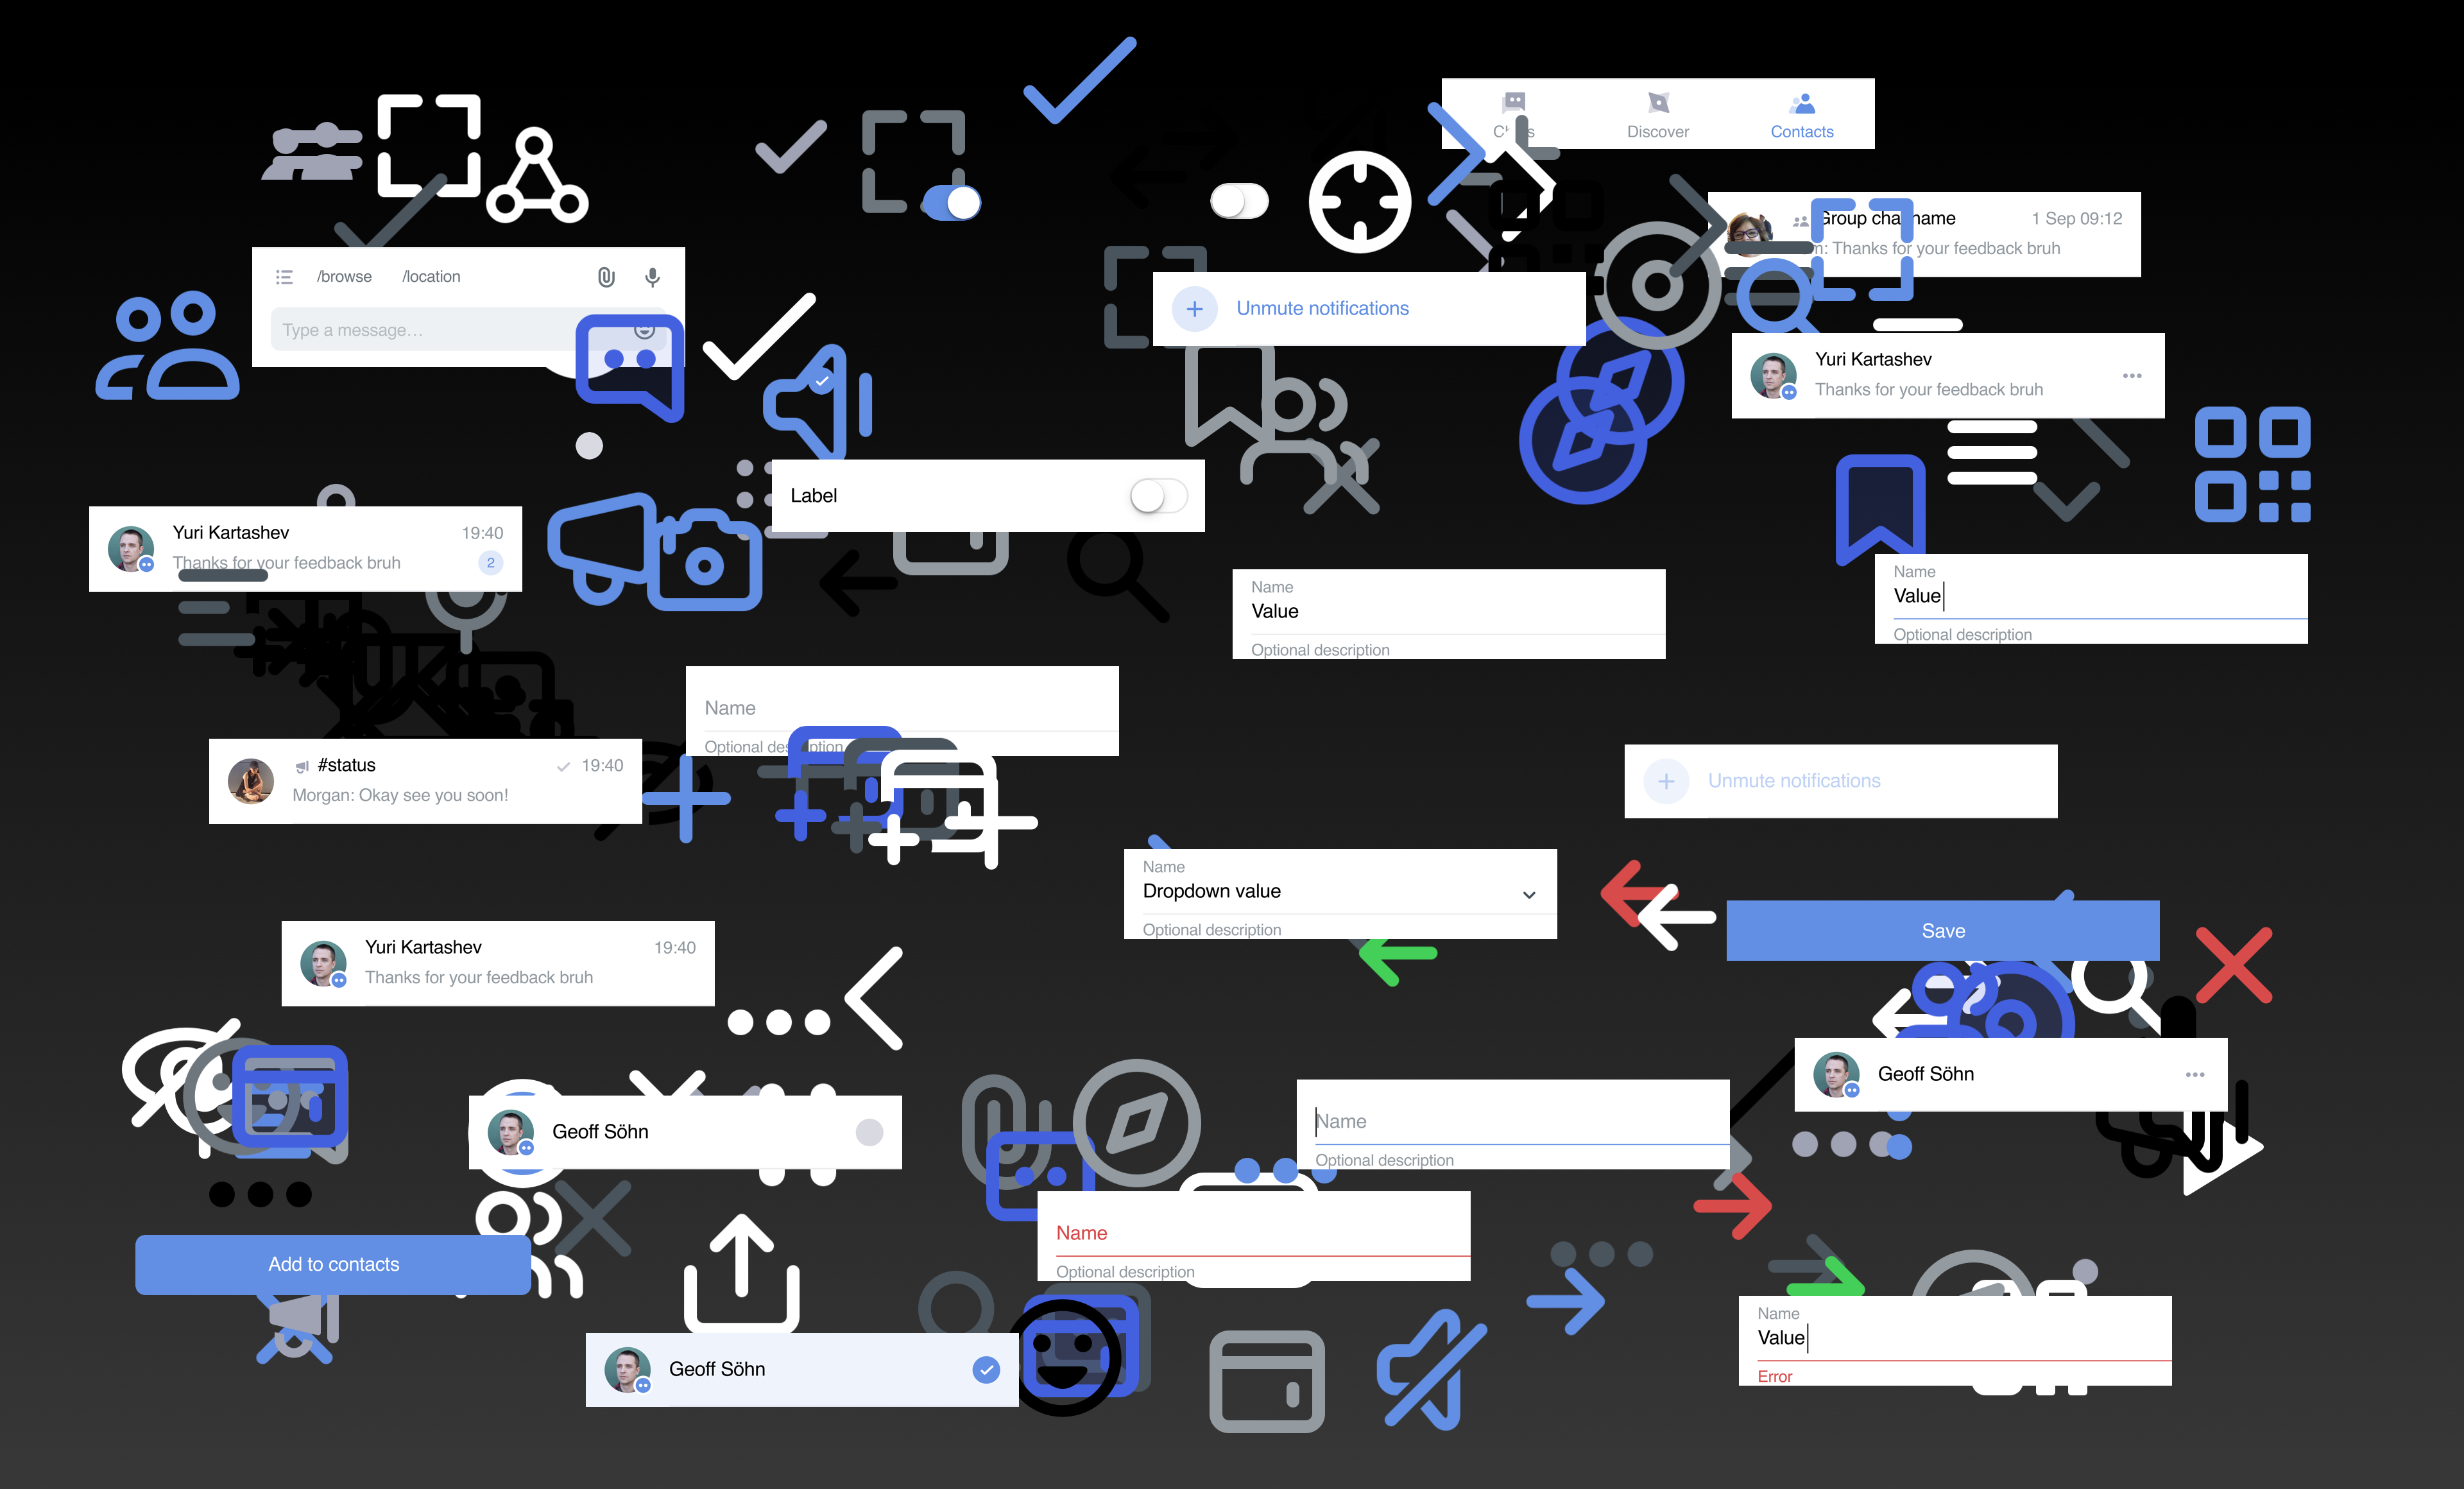 Discover
Contacts
Group chat name
1 Sep 09:12
Thanks for your feedback bruh
/browse
/location
Type a message…
Unmute notifications
Yuri Kartashev
Thanks for your feedback bruh
Label
Yuri Kartashev
19:40
Thanks for your feedback bruh
2
Name
Value
Optional description
Name
Value
Optional description
Name
Optional description
#status
19:40
Morgan: Okay see you soon!
Unmute notifications
Name
Dropdown value
Optional description
Save
Yuri Kartashev
19:40
Thanks for your feedback bruh
Geoff Söhn
Geoff Söhn
Name
Optional description
Name
Optional description
Add to contacts
Name
Value
Error
Geoff Söhn